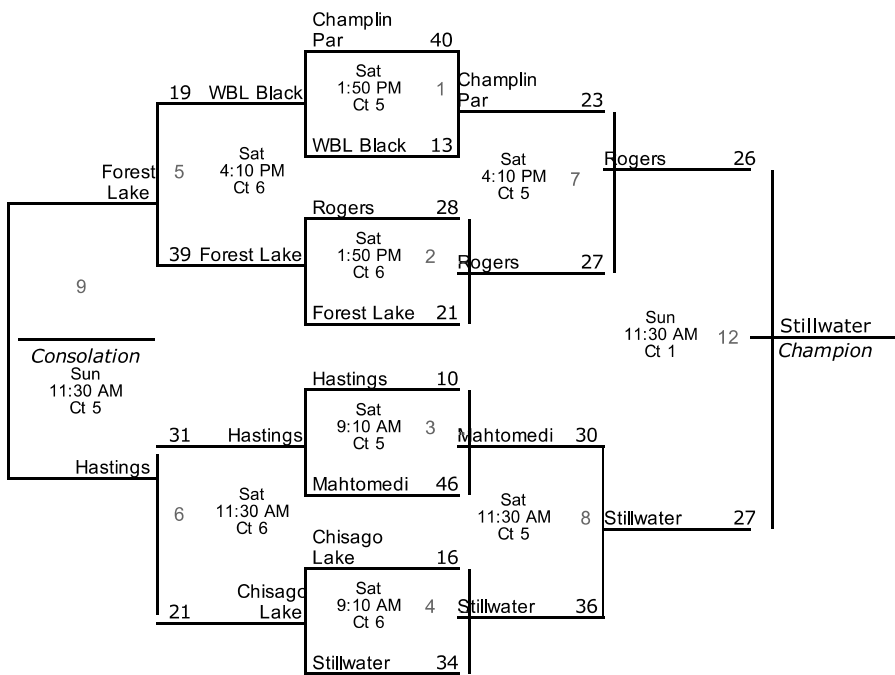 Champlin
Par 40
Sat
1:50 PM
Ct 5
1
19 WBL Black
Champlin
Par 23
WBL Black 13
Sat
4:10 PM
Ct 6
5
Sat
4:10 PM
Ct 5
7
Rogers 26
Forest
Lake
Rogers 28
Sat
1:50 PM
Ct 6
2
39 Forest Lake
Rogers 27
9
Forest Lake 21
Sun
11:30 AM
Ct 1
12
Stillwater
Champion
Consolation
Sun
11:30 AM
Ct 5
Hastings 10
Sat
9:10 AM
Ct 5
3
31 Hastings
Mahtomedi 30
Hastings
Mahtomedi 46
Sat
11:30 AM
Ct 6
6
Sat
11:30 AM
Ct 5
8
Stillwater 27
Chisago
Lake 16
Sat
9:10 AM
Ct 6
4
21
Chisago
Lake
Stillwater 36
Stillwater 34